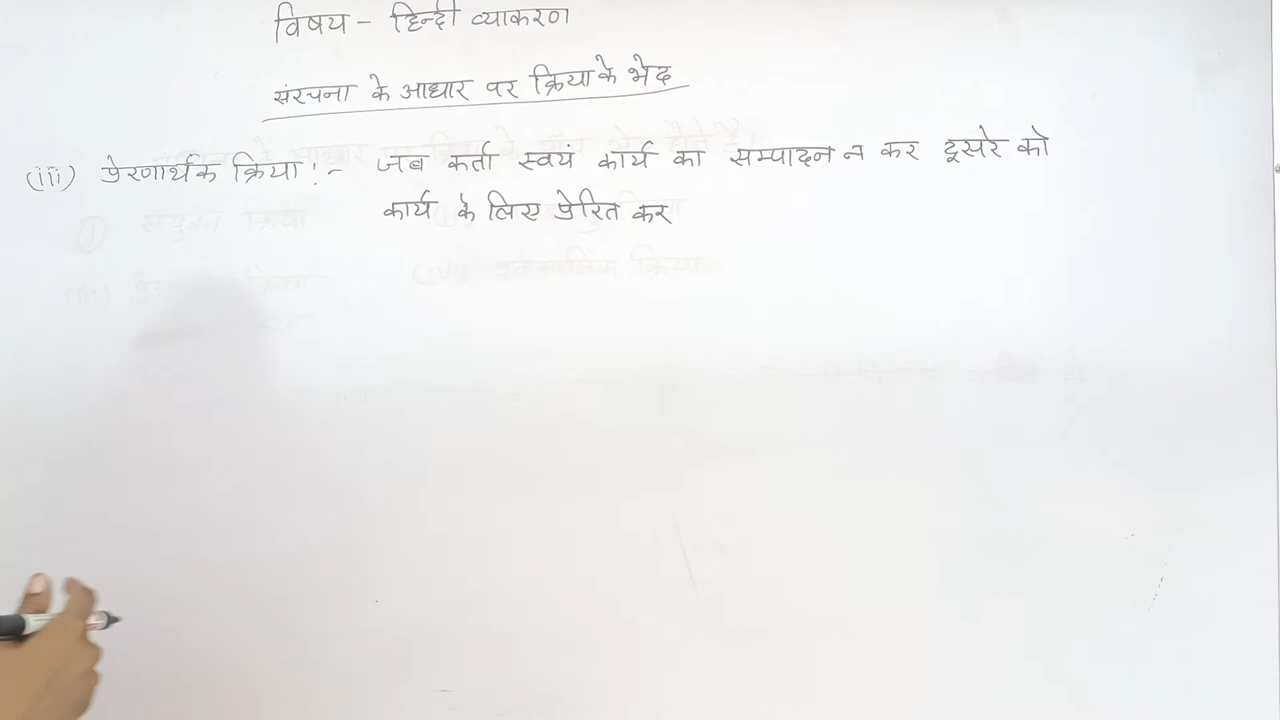 विषय - हिन्दी व्याकरण
संरचना के आधार पर क्रिया के भेद
(iii) प्रेरणार्थक क्रिया :- जब कर्ता स्वयं कार्य का सम्पादन न कर दूसरे को
कार्य के लिए प्रेरित कर